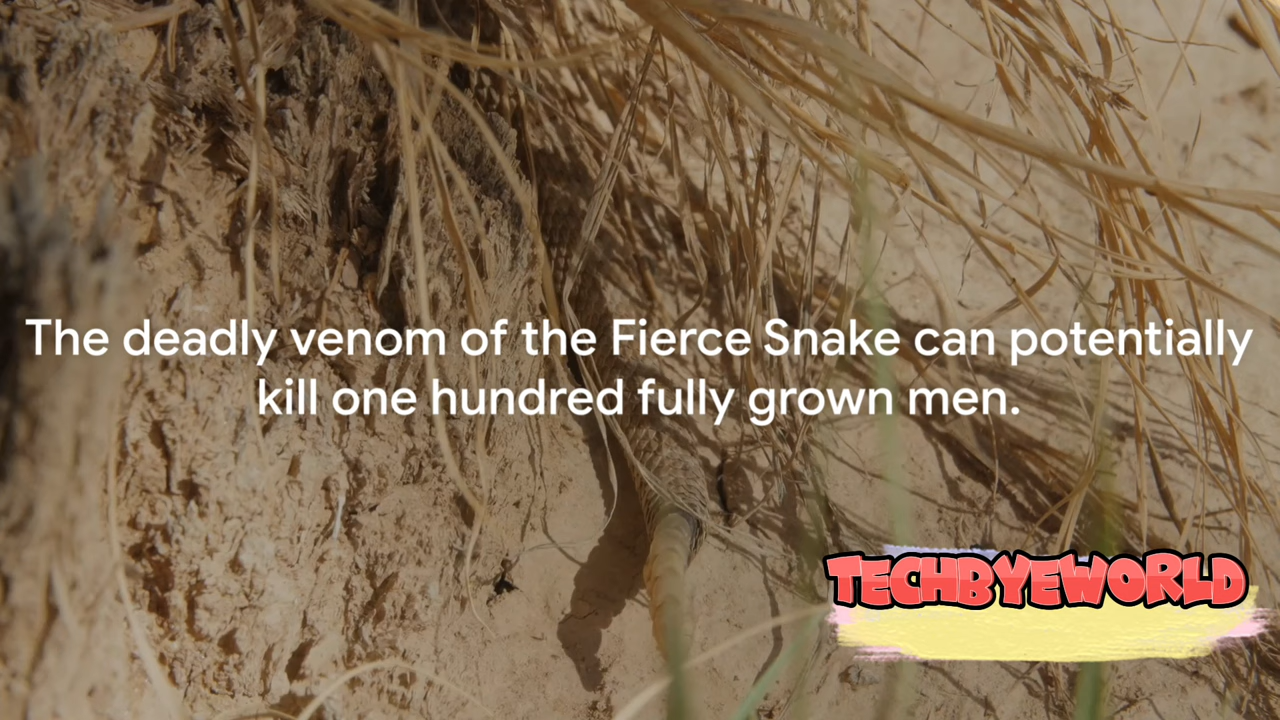 The deadly venom of the Fierce Snake can potentially
kill one hundred fully grown men.
TECHBYEWORLD